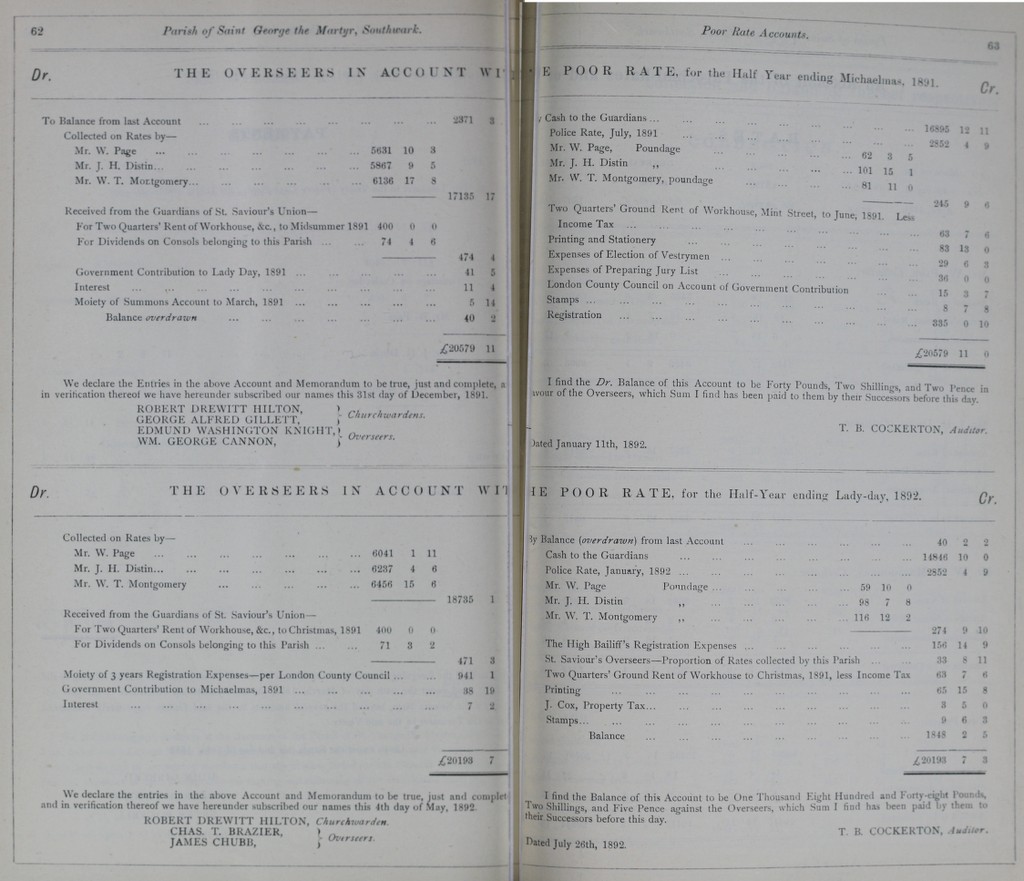 62 Parish of Saint George the Martyr, Southwark.
Dr. THE OVERSEERS IN ACCOUNT WI
To Balance from last Account ... ... ... ... ... ... ... 2371 3
Collected on Rates by—
Mr. W. Page ... ... ... ... ... ... ... 5631 10 3
Mr. J. H. Distin... ... ... ... ... ... ... 5867 9 5
Mr. W. T. Montgomery... ... ... ... ... ... 6136 17 8
17135 17
Received from the Guardians of St. Saviour's Union—
For Two Quarters' Rent of Workhouse, &c., to Midsummer 1891 400 0 0
For Dividends on Consols belonging to this Parish ... ... 74 4 6
474 4
Government Contribution to Lady Day, 1891 ... ... ... ... ... 41 5
Interest ... ... ... ... ... ... ... ... ... 11 4
Moiety of Summons Account to March, 1891 ... ... ... ... ... 5 14
Balance overdrawn ... ... ... ... ... ... 40 2
£20579 11
We declare the Entries in the above Account and Memorandum to be true, just and complete, a
in verification thereof we have hereunder subscribed our names this 31st day of December, 1891.
ROBERT DREWITT HILTON,
GEORGE ALFRED GILLETT, } Churchwardens.
EDMUND WASHINGTON KNIGHT,
WM. GEORGE CANNON, } Overseers.
Dr. THE OVERSEERS IN ACCOUNT WIT
Collected on Rates by—
Mr. W. Page ... ... ... ... ... ... ... 6041 1 11
Mr. J. H. Distin... ... ... ... ... ... ... 6237 4 6
Mr. W. T. Montgomery ... ... ... ... ... 6456 15 6
18735 1
Received from the Guardians of St. Saviour's Union—
For Two Quarters' Rent of Workhouse, &c., to Christmas, 1891 400 0 0
For Dividends on Consols belonging to this Parish ... ... 71 3 2
471 3
Moiety of 3 years Registration Expenses—per London County Council ... ... 941 1
Government Contribution to Michaelmas, 1891 ... ... ... ... ... 38 19
Interest ... ... ... ... ... ... ... ... ... 7 2
£20193 7
We declare the entries in the above Account and Memorandum to be true, just and complet
and in verification thereof we have hereunder subscribed our names this 4th day of May, 1892.
ROBERT DREWITT HILTON, Churchwarden.
CHAS. T. BRAZIER,
JAMES CHUBB, } Overseers.
Poor Rate Accounts. 63
E POOR RATE, for the Half Year ending Michaelmas, 1891. Cr.
Cash to the Guardians ... ... ... ... ... ... ... 16895 12 11
Police Rate, July, 1891 ... ... ... ... ... ... 2852 4 9
Mr. W. Page, Poundage ... ... ... ... 62 3 5
Mr. J. H. Distin ,, ... ... ... ... 101 15 1
Mr. W. T. Montgomery, poundage ... ... ... 81 11 0
245 9 6
Two Quarters' Ground Rent of Workhouse, Mint Street, to June, 1891. Less
Income Tax ... ... ... ... ... ... ... 63 7 6
Printing and Stationery ... ... ... ... ... ... 83 13 0
Expenses of Election of Vestrymen ... ... ... ... ... 29 6 3
Expenses of Preparing Jury List ... ... ... ... ... 36 0 0
London County Council on Account of Government Contribution ... ... 15 3 7
Stamps ... ... ... ... ... ... ... ... 8 7 8
Registration ... ... ... ... ... ... ... ... 335 0 10
£20579 11 0
I find the Dr. Balance of this Account to be Forty Pounds, Two Shillings, and Two Pence in
avour of the Overseers, which Sum I find has been paid to them by their Successors before this day.
T. B. COCKERTON, Auditor.
Dated January 11th, 1892.
HE POOR RATE, for the Half-Year ending Lady-day, 1892. Cr.
By Balance (overdrawn) from last Account ... ... ... ... ... 40 2 2
Cash to the Guardians ... ... ... ... ... ... ... 14846 10 0
Police Rate, January, 1892 ... ... ... ... ... ... ... 2852 4 9
Mr. W. Page Poundage ... ... ... ... ... 59 10 0
Mr. J. H. Distin ,, ... ... ... ... ... 98 7 8
Mr. W. T. Montgomery ,, ... ... ... ... ... 116 12 2
274 9 10
The High Bailiff's Registration Expenses ... ... ... ... ... 156 14 9
St. Saviour's Overseers—Proportion of Rates collected by this Parish ... ... 33 8 11
Two Quarters' Ground Rent of Workhouse to Christmas, 1891, less Income Tax 63 7 6
Printing ... ... ... ... ... ... ... ... 65 15 8
J. Cox, Property Tax... ... ... ... ... ... ... 3 5 0
Stamps... ... ... ... ... ... ... ... ... 9 6 3
Balance ... ... ... ... ... ... ... 1848 2 5
£20193 7 3
I find the Balance of this Account to be One Thousand Eight Hundred and Forty-eight Pounds,
Two Shillings, and Five Pence against the Overseers, which Sum I find has been paid by them to
their Successors before this day.
T. B. COCKERTON, Auditor.
Dated July 26th, 1892.